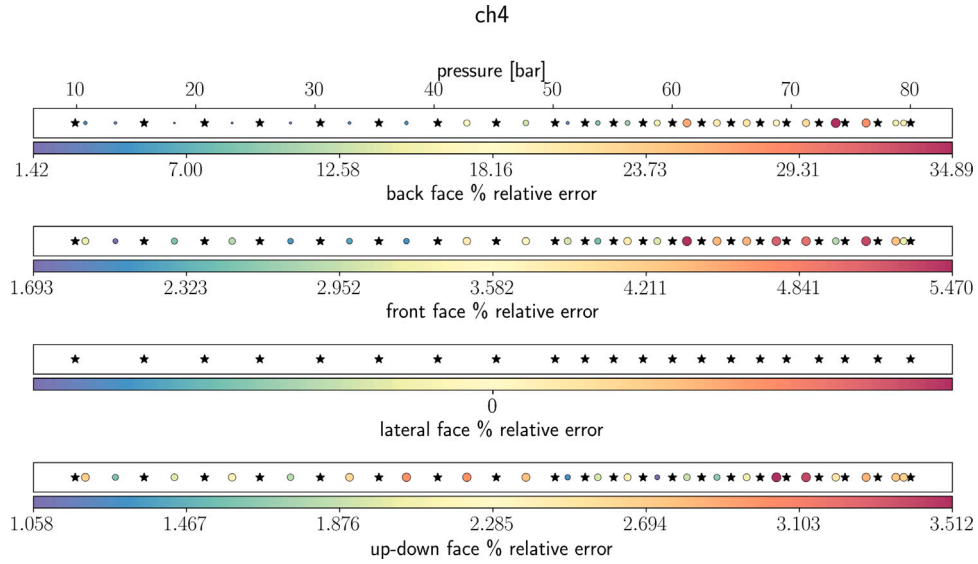 ch4
pressure [bar]
10 20 30 40 50 60 70 80
1.42 7.00 12.58 18.16 23.73 29.31 34.89
back face % relative error
1.693 2.323 2.952 3.582 4.211 4.841 5.470
front face % relative error
0
lateral face % relative error
1.058 1.467 1.876 2.285 2.694 3.103 3.512
up-down face % relative error